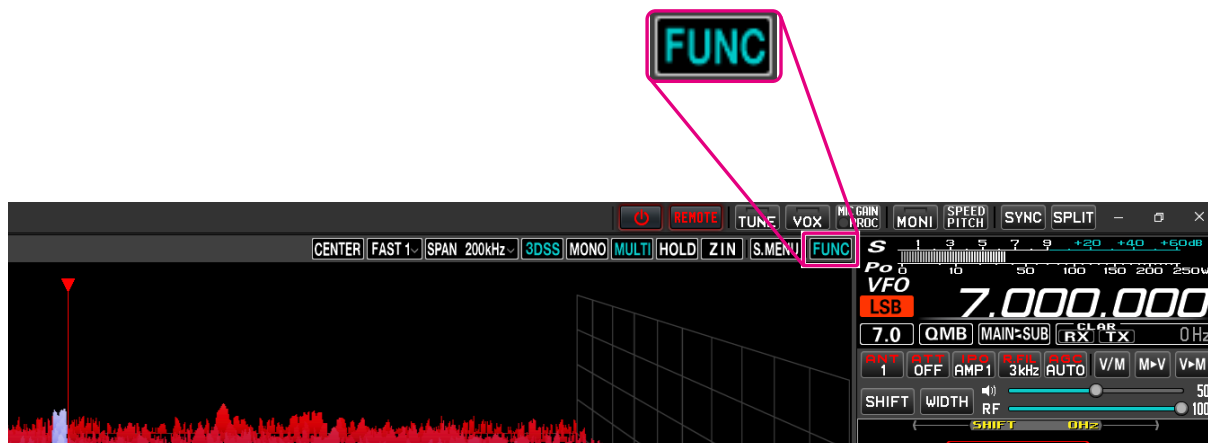 FUNC
REMOTE TUNE VOX MIC GAIN PROC MONI SPEED PITCH SYNC SPLIT
CENTER FAST 1 SPAN 200kHz 3DSS MONO MULTI HOLD Z IN S.MENU FUNC
S 1 3 5 7 9 +20 +40 +60dB
Po 0 10 50 100 150 200 250W
VFO
LSB 7.000.000
7.0 QMB MAIN SUB CLAR RX TX 0Hz
ANT 1 ATT OFF IPO AMP1 R.FIL 3kHz AGC AUTO V/M M►V V►M
SHIFT WIDTH 50
RF 100
SHIFT 0Hz